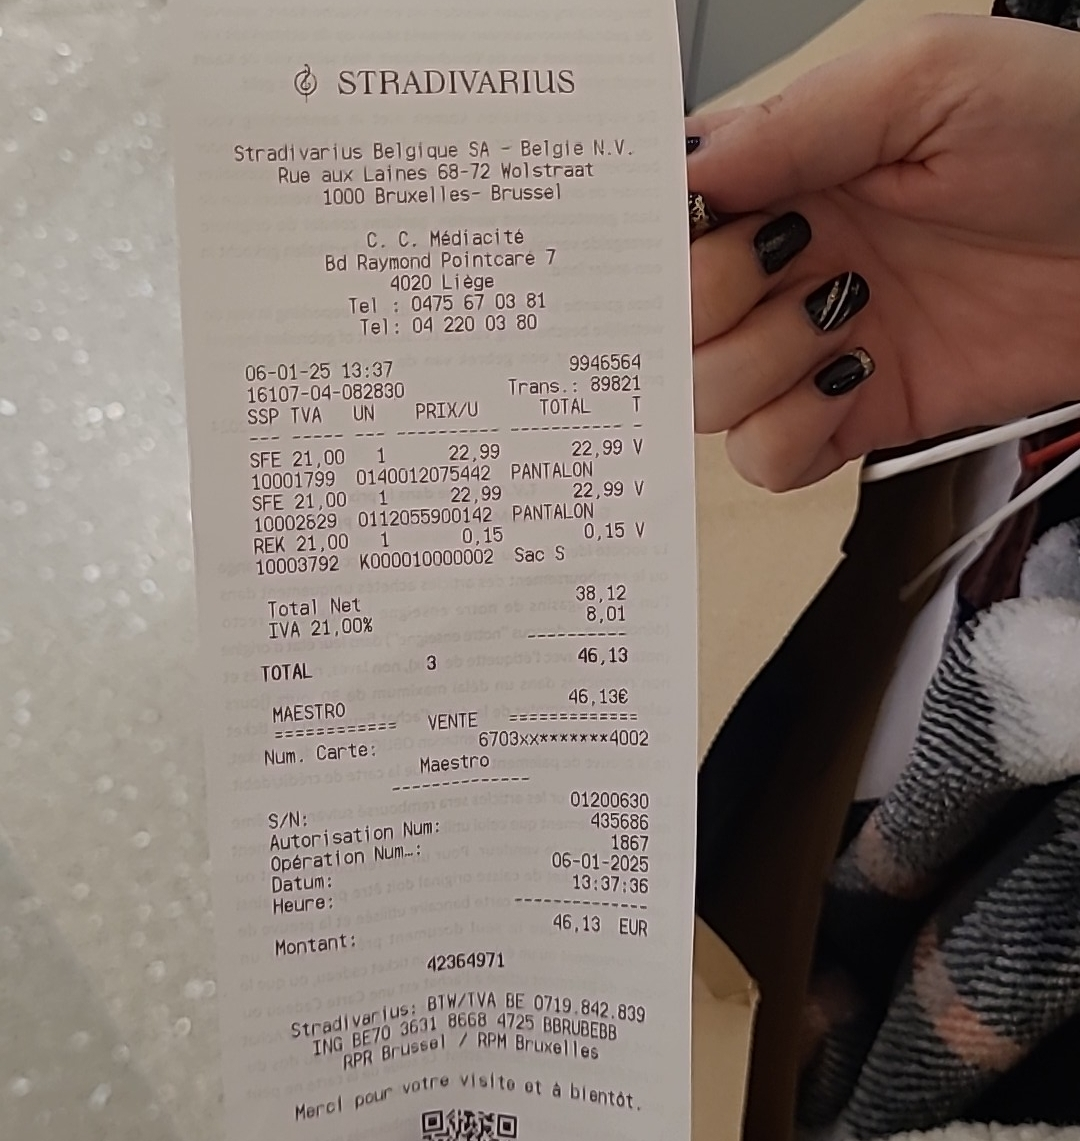 STRADIVARIUS
Stradivarius Belgique SA - Belgie N.V.
Rue aux Laines 68-72 Wolstraat
1000 Bruxelles- Brussel
C. C. Médiacité
Bd Raymond Pointcaré 7
4020 Liège
Tel : 0475 67 03 81
Tel: 04 220 03 80
06-01-25 13:37 9946564
16107-04-082830 Trans.: 89821
SSP TVA UN PRIX/U TOTAL T
--- ----- --- ---------- ----------- -
SFE 21,00 1 22,99 22,99 V
10001799 0140012075442 PANTALON
SFE 21,00 1 22,99 22,99 V
10002629 0112055900142 PANTALON
REK 21,00 1 0,15 0,15 V
10003792 K000010000002 Sac S
Total Net 38,12
IVA 21,00% 8,01
----------
TOTAL 3 46,13
MAESTRO 46,13€
============ VENTE =============
Num. Carte: 6703xx*******4002
Maestro
--------------
S/N: 01200630
Autorisation Num: 435686
Opération Num…: 1867
Datum: 06-01-2025
Heure: 13:37:36
--------------
Montant: 46,13 EUR
42364971
Stradivarius: BTW/TVA BE 0719.842.839
ING BE70 3631 8668 4725 BBRUBEBB
RPR Brussel / RPM Bruxelles
Merci pour votre visite et à bientôt.